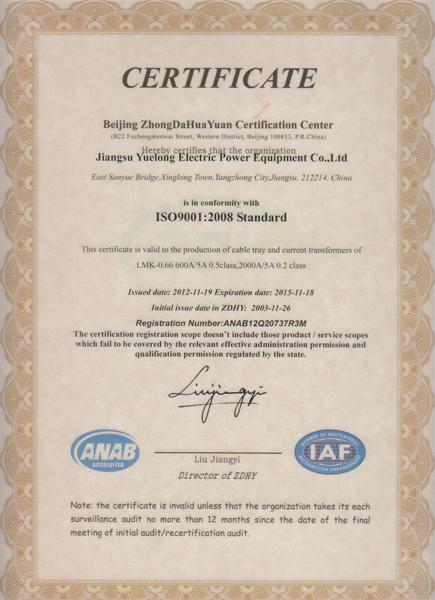 CERTIFICATE
Beijing ZhongDaHuaYuan Certification Center
(B22 Fuchengmenwai Street, Western District, Beijing 100833, P.R.China)
Hereby certifies that the organization
Jiangsu Yuelong Electric Power Equipment Co.,Ltd
East Sanyue Bridge,Xinglong Town,Yangzhong City,Jiangsu, 212214, China
is in conformity with
ISO9001:2008 Standard
This certificate is valid to the production of cable tray and current transformers of
LMK-0.66 600A/5A 0.5class,2000A/5A 0.2 class
Issued date: 2012-11-19 Expiration date: 2015-11-18
Initial issue date in ZDHY: 2003-11-26
Registration Number:ANAB12Q20737R3M
The certification registration scope doesn't include those product / service scopes
which fail to be covered by the relevant effective administration permission and
qualification permission regulated by the state.
Liu jiangyi
ANAB
ACCREDITED
MEMBER OF MULTILATERAL
IAF
RECOGNITION ARRANGEMENT
Liu Jiangyi
Director of ZDHY
Note: the certificate is invalid unless that the organization takes its each
surveillance audit no more than 12 months since the date of the final
meeting of initial audit/recertification audit.